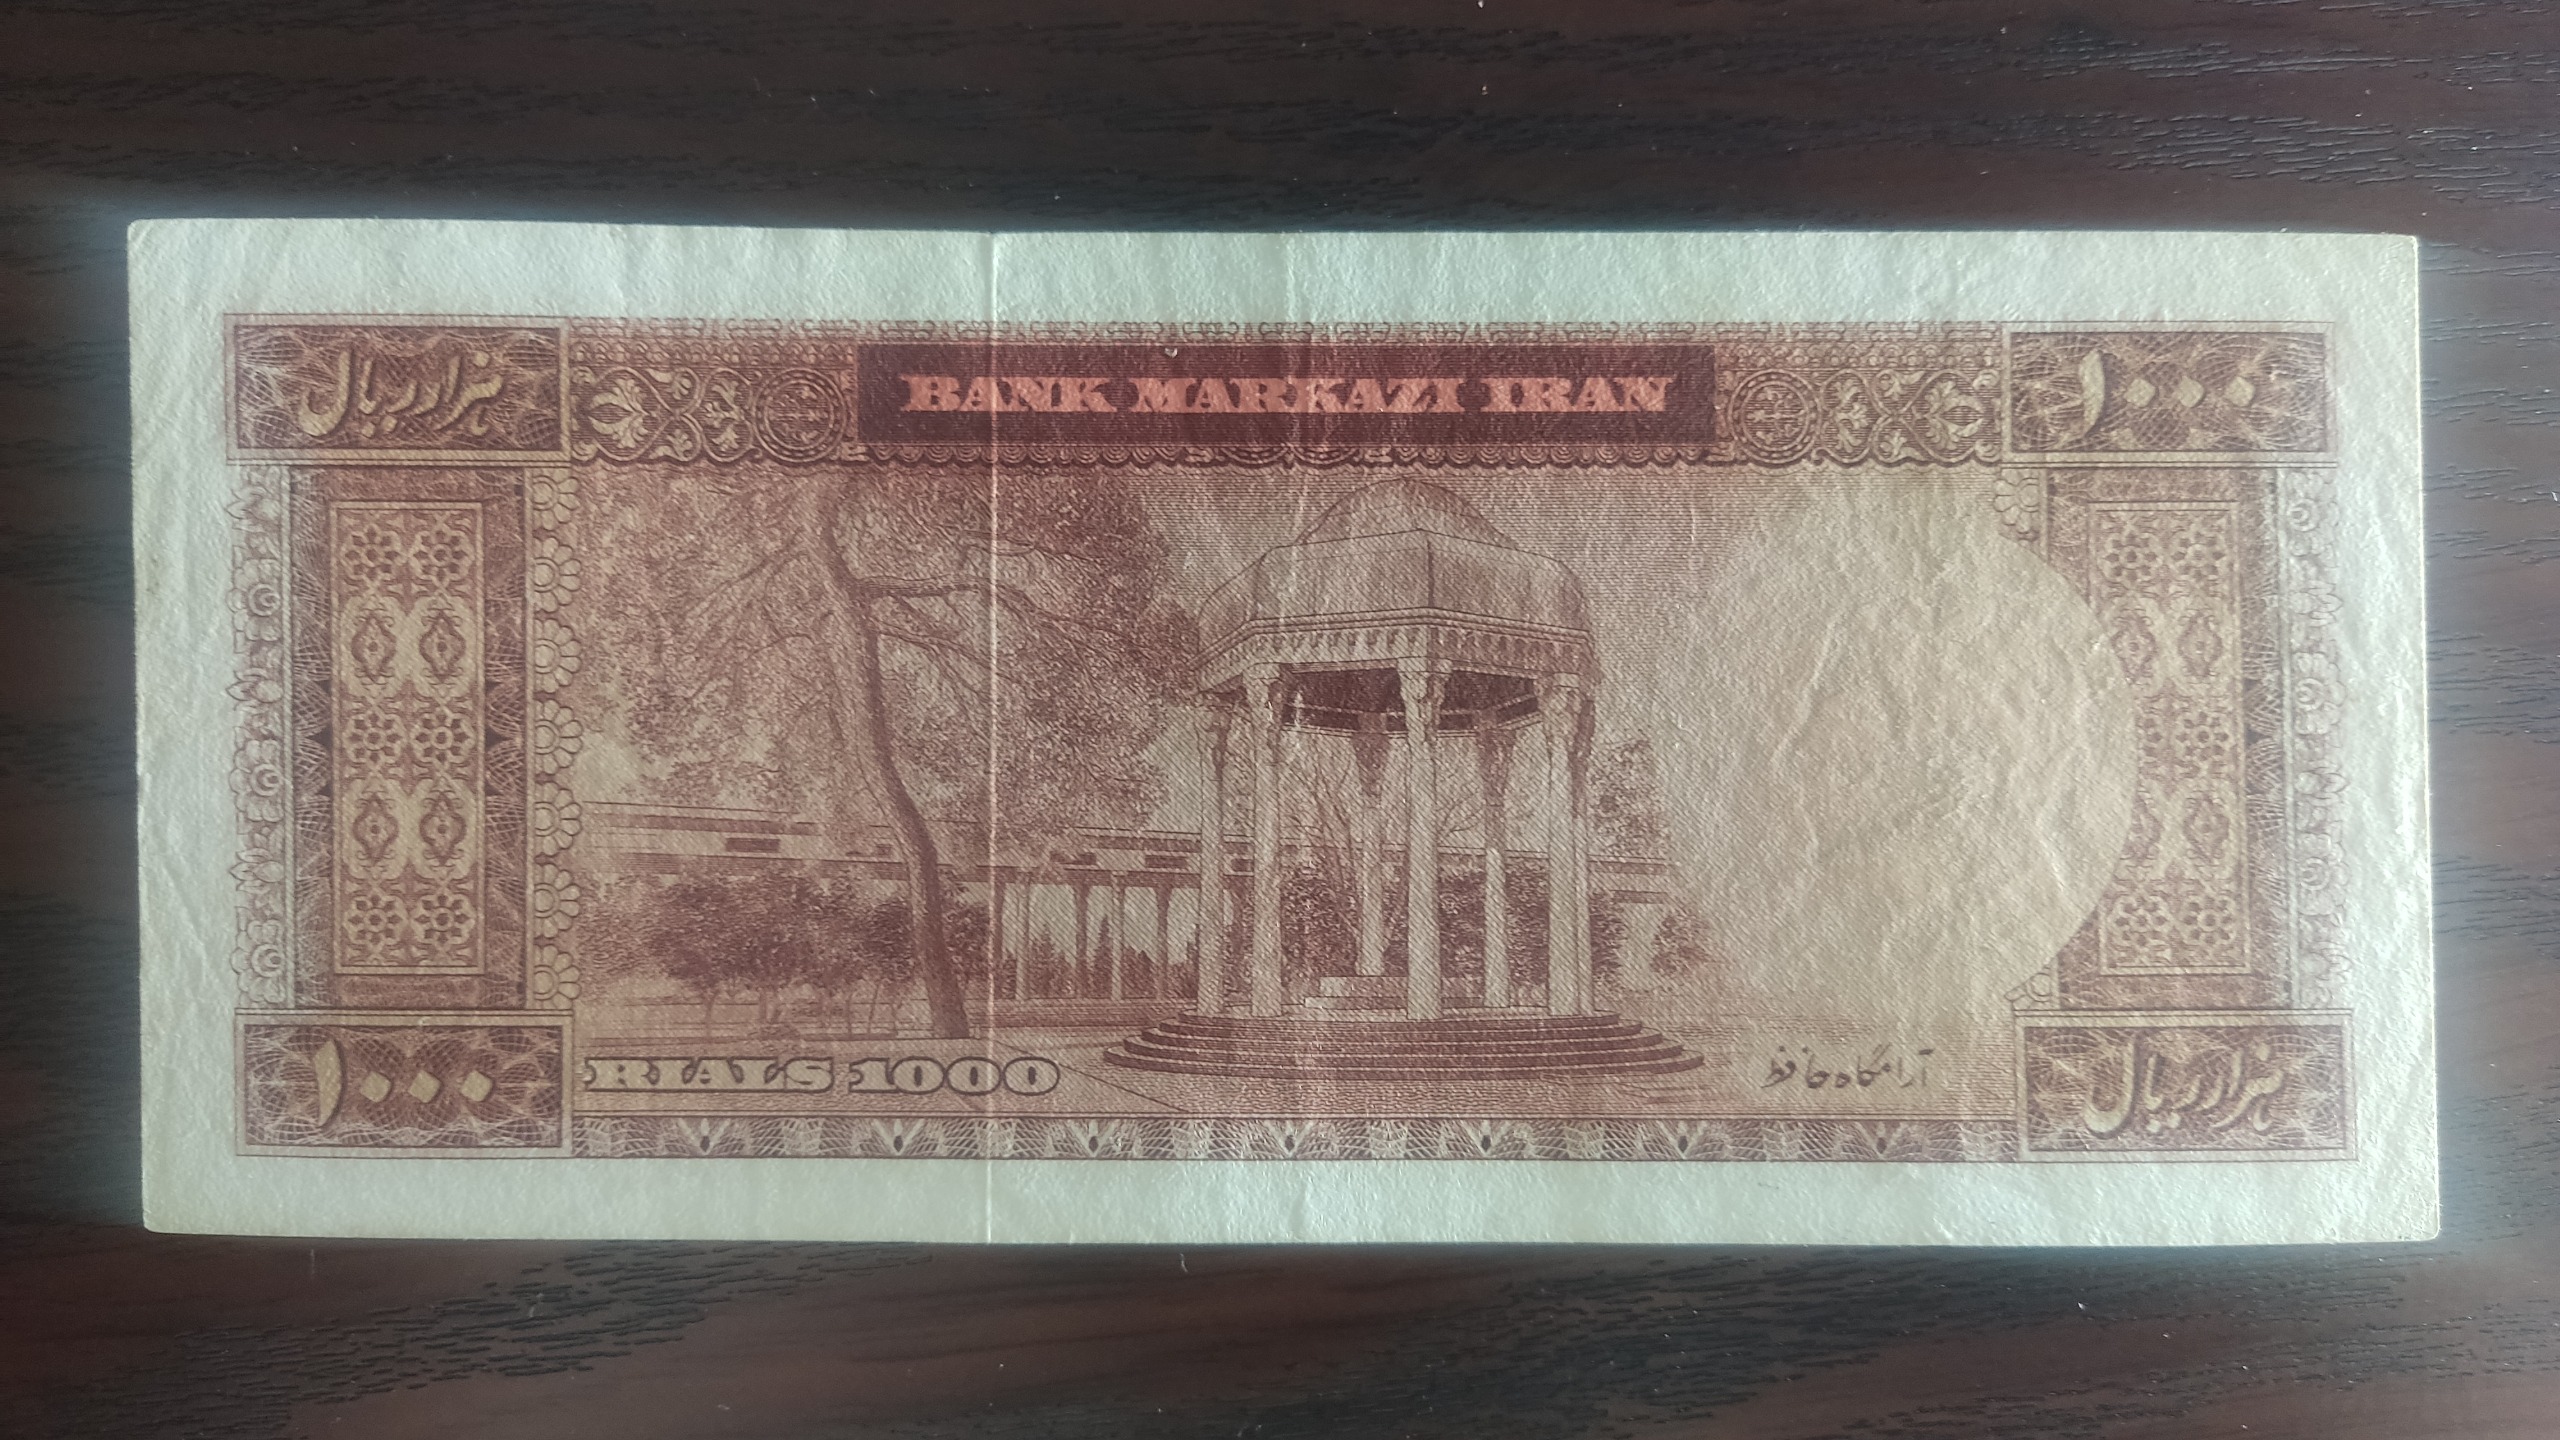 هزار ریال
BANK MARKAZI IRAN
۱۰۰۰
۱۰۰۰
RIALS 1000
آرامگاه حافظ
هزار ریال